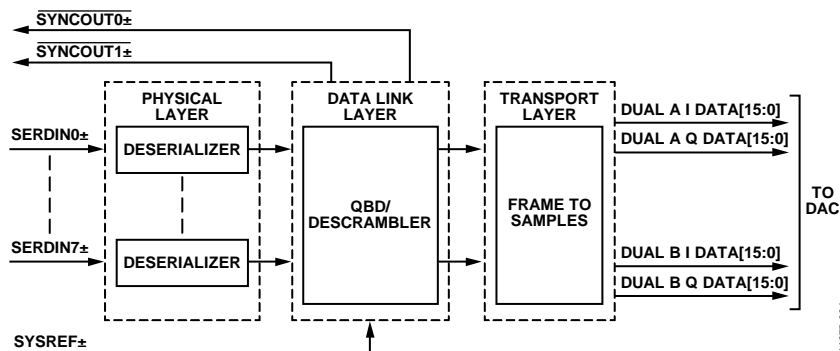 SYNCOUT0±
SYNCOUT1±
PHYSICAL
LAYER
DATA LINK
LAYER
TRANSPORT
LAYER
DUAL A I DATA[15:0]
SERDIN0±
DESERIALIZER
DUAL A Q DATA[15:0]
QBD/
DESCRAMBLER
FRAME TO
SAMPLES
TO
DAC
SERDIN7±
DESERIALIZER
DUAL B I DATA[15:0]
DUAL B Q DATA[15:0]
SYSREF±